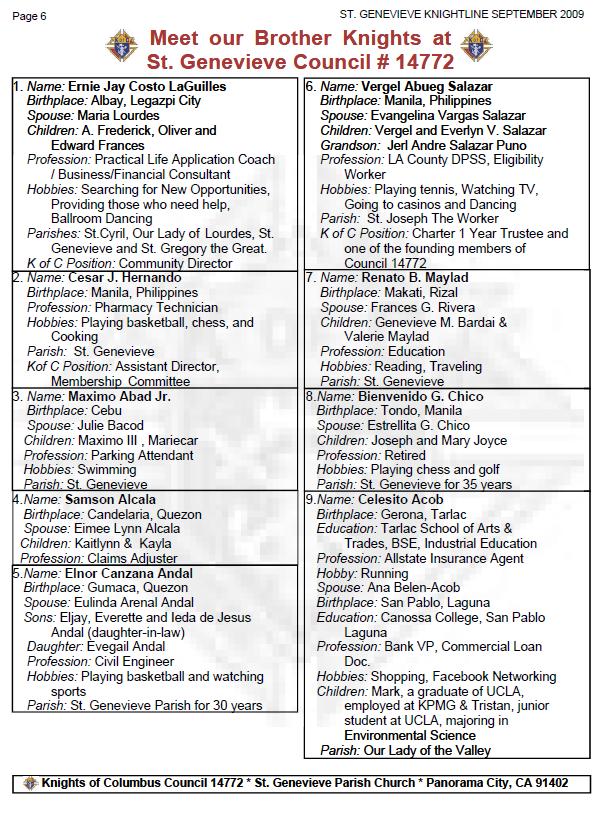 Page 6
ST. GENEVIEVE KNIGHTLINE SEPTEMBER 2009
Meet our Brother Knights at
St. Genevieve Council # 14772
1. Name: Ernie Jay Costo LaGuilles
Birthplace: Albay, Legazpi City
Spouse: Maria Lourdes
Children: A. Frederick, Oliver and
Edward Frances
Profession: Practical Life Application Coach
/ Business/Financial Consultant
Hobbies: Searching for New Opportunities,
Providing those who need help,
Ballroom Dancing
Parishes: St.Cyril, Our Lady of Lourdes, St.
Genevieve and St. Gregory the Great.
K of C Position: Community Director
2. Name: Cesar J. Hernando
Birthplace: Manila, Philippines
Profession: Pharmacy Technician
Hobbies: Playing basketball, chess, and
Cooking
Parish: St. Genevieve
Kof C Position: Assistant Director,
Membership Committee
3. Name: Maximo Abad Jr.
Birthplace: Cebu
Spouse: Julie Bacod
Children: Maximo III , Mariecar
Profession: Parking Attendant
Hobbies: Swimming
Parish: St. Genevieve
4.Name: Samson Alcala
Birthplace: Candelaria, Quezon
Spouse: Eimee Lynn Alcala
Children: Kaitlynn & Kayla
Profession: Claims Adjuster
5.Name: Elnor Canzana Andal
Birthplace: Gumaca, Quezon
Spouse: Eulinda Arenal Andal
Sons: Eljay, Everette and Ieda de Jesus
Andal (daughter-in-law)
Daughter: Evegail Andal
Profession: Civil Engineer
Hobbies: Playing basketball and watching
sports
Parish: St. Genevieve Parish for 30 years
6. Name: Vergel Abueg Salazar
Birthplace: Manila, Philippines
Spouse: Evangelina Vargas Salazar
Children: Vergel and Everlyn V. Salazar
Grandson: Jerl Andre Salazar Puno
Profession: LA County DPSS, Eligibility
Worker
Hobbies: Playing tennis, Watching TV,
Going to casinos and Dancing
Parish: St. Joseph The Worker
K of C Position: Charter 1 Year Trustee and
one of the founding members of
Council 14772
7. Name: Renato B. Maylad
Birthplace: Makati, Rizal
Spouse: Frances G. Rivera
Children: Genevieve M. Bardai &
Valerie Maylad
Profession: Education
Hobbies: Reading, Traveling
Parish: St. Genevieve
8.Name: Bienvenido G. Chico
Birthplace: Tondo, Manila
Spouse: Estrellita G. Chico
Children: Joseph and Mary Joyce
Profession: Retired
Hobbies: Playing chess and golf
Parish: St. Genevieve for 35 years
9.Name: Celesito Acob
Birthplace: Gerona, Tarlac
Education: Tarlac School of Arts &
Trades, BSE, Industrial Education
Profession: Allstate Insurance Agent
Hobby: Running
Spouse: Ana Belen-Acob
Birthplace: San Pablo, Laguna
Education: Canossa College, San Pablo
Laguna
Profession: Bank VP, Commercial Loan
Doc.
Hobbies: Shopping, Facebook Networking
Children: Mark, a graduate of UCLA,
employed at KPMG & Tristan, junior
student at UCLA, majoring in
Environmental Science
Parish: Our Lady of the Valley
Knights of Columbus Council 14772 * St. Genevieve Parish Church * Panorama City, CA 91402